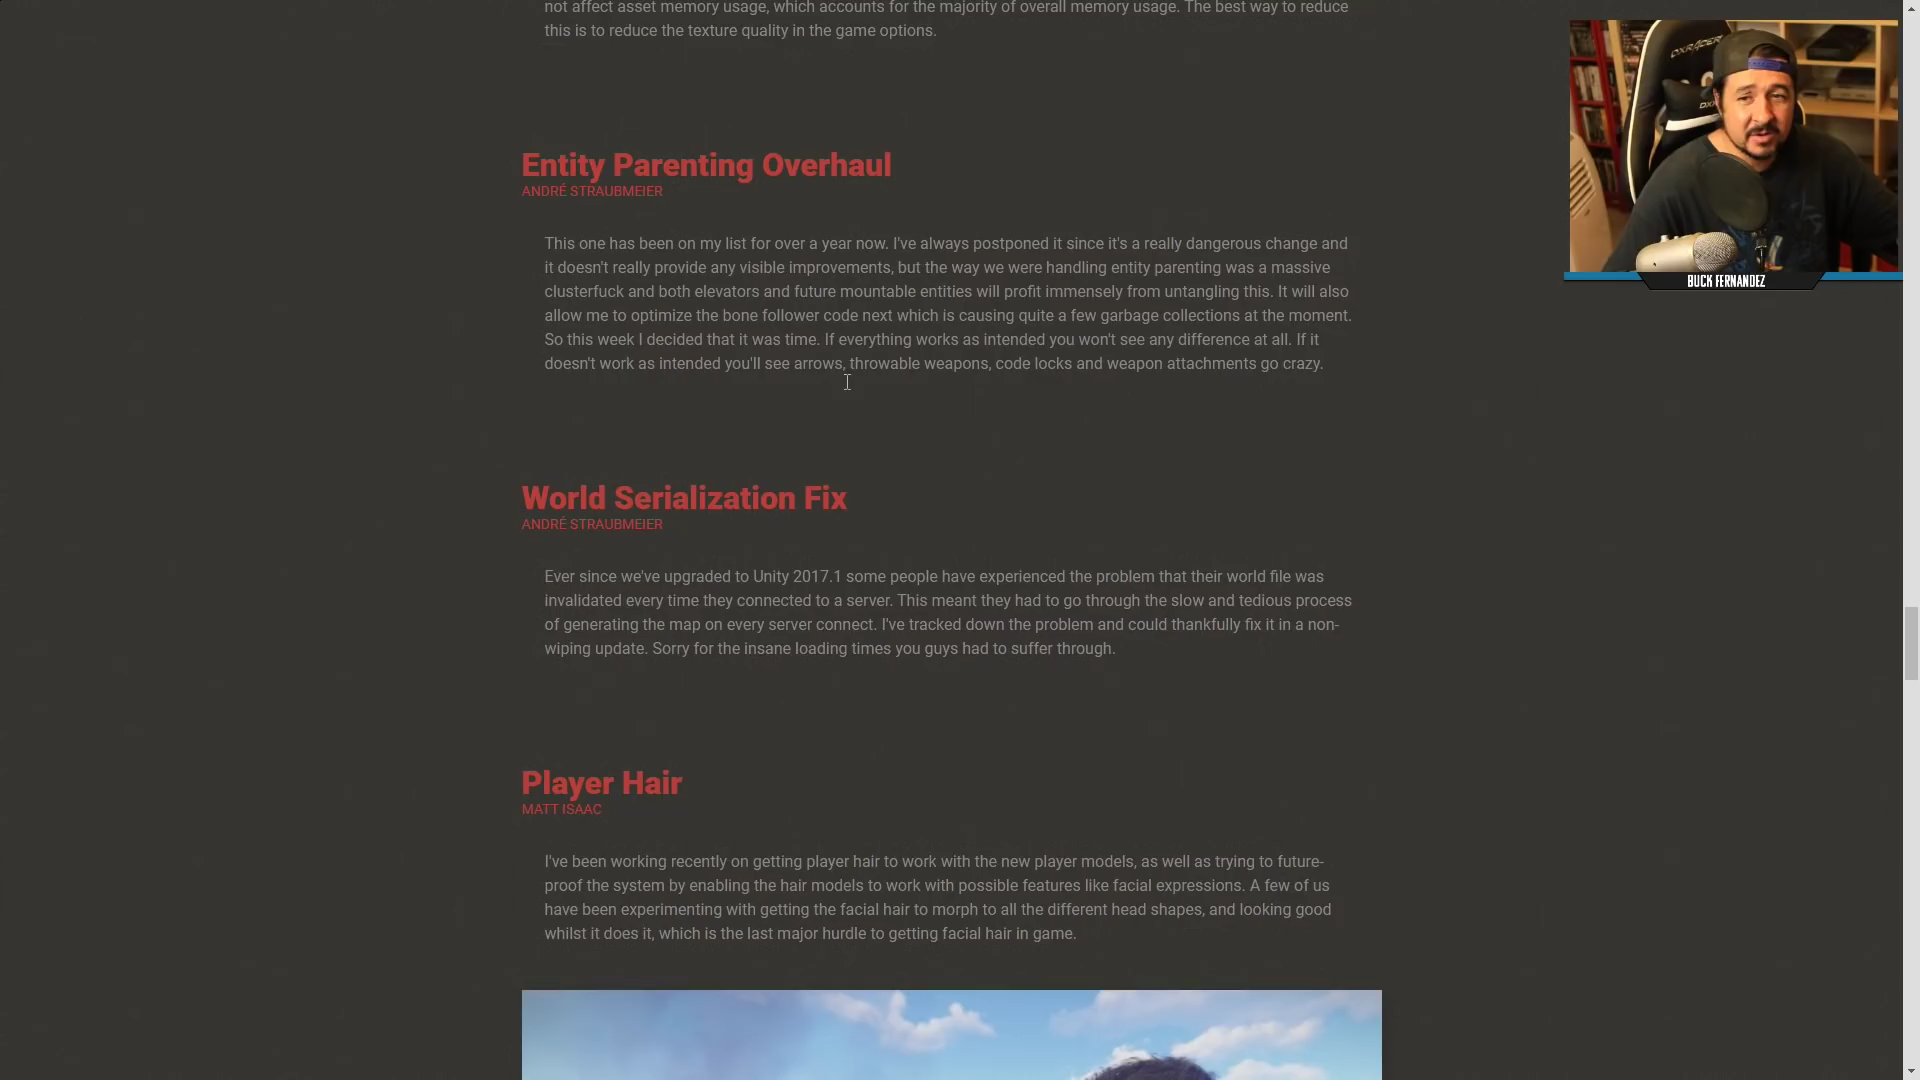 not affect asset memory usage, which accounts for the majority of overall memory usage. The best way to reduce
this is to reduce the texture quality in the game options.
Entity Parenting Overhaul
ANDRÉ STRAUBMEIER
This one has been on my list for over a year now. I've always postponed it since it's a really dangerous change and
it doesn't really provide any visible improvements, but the way we were handling entity parenting was a massive
clusterfuck and both elevators and future mountable entities will profit immensely from untangling this. It will also
allow me to optimize the bone follower code next which is causing quite a few garbage collections at the moment.
So this week I decided that it was time. If everything works as intended you won't see any difference at all. If it
doesn't work as intended you'll see arrows, throwable weapons, code locks and weapon attachments go crazy.
World Serialization Fix
ANDRÉ STRAUBMEIER
Ever since we've upgraded to Unity 2017.1 some people have experienced the problem that their world file was
invalidated every time they connected to a server. This meant they had to go through the slow and tedious process
of generating the map on every server connect. I've tracked down the problem and could thankfully fix it in a non-
wiping update. Sorry for the insane loading times you guys had to suffer through.
Player Hair
MATT ISAAC
I've been working recently on getting player hair to work with the new player models, as well as trying to future-
proof the system by enabling the hair models to work with possible features like facial expressions. A few of us
have been experimenting with getting the facial hair to morph to all the different head shapes, and looking good
whilst it does it, which is the last major hurdle to getting facial hair in game.
DXRACER
BUCK FERNANDEZ